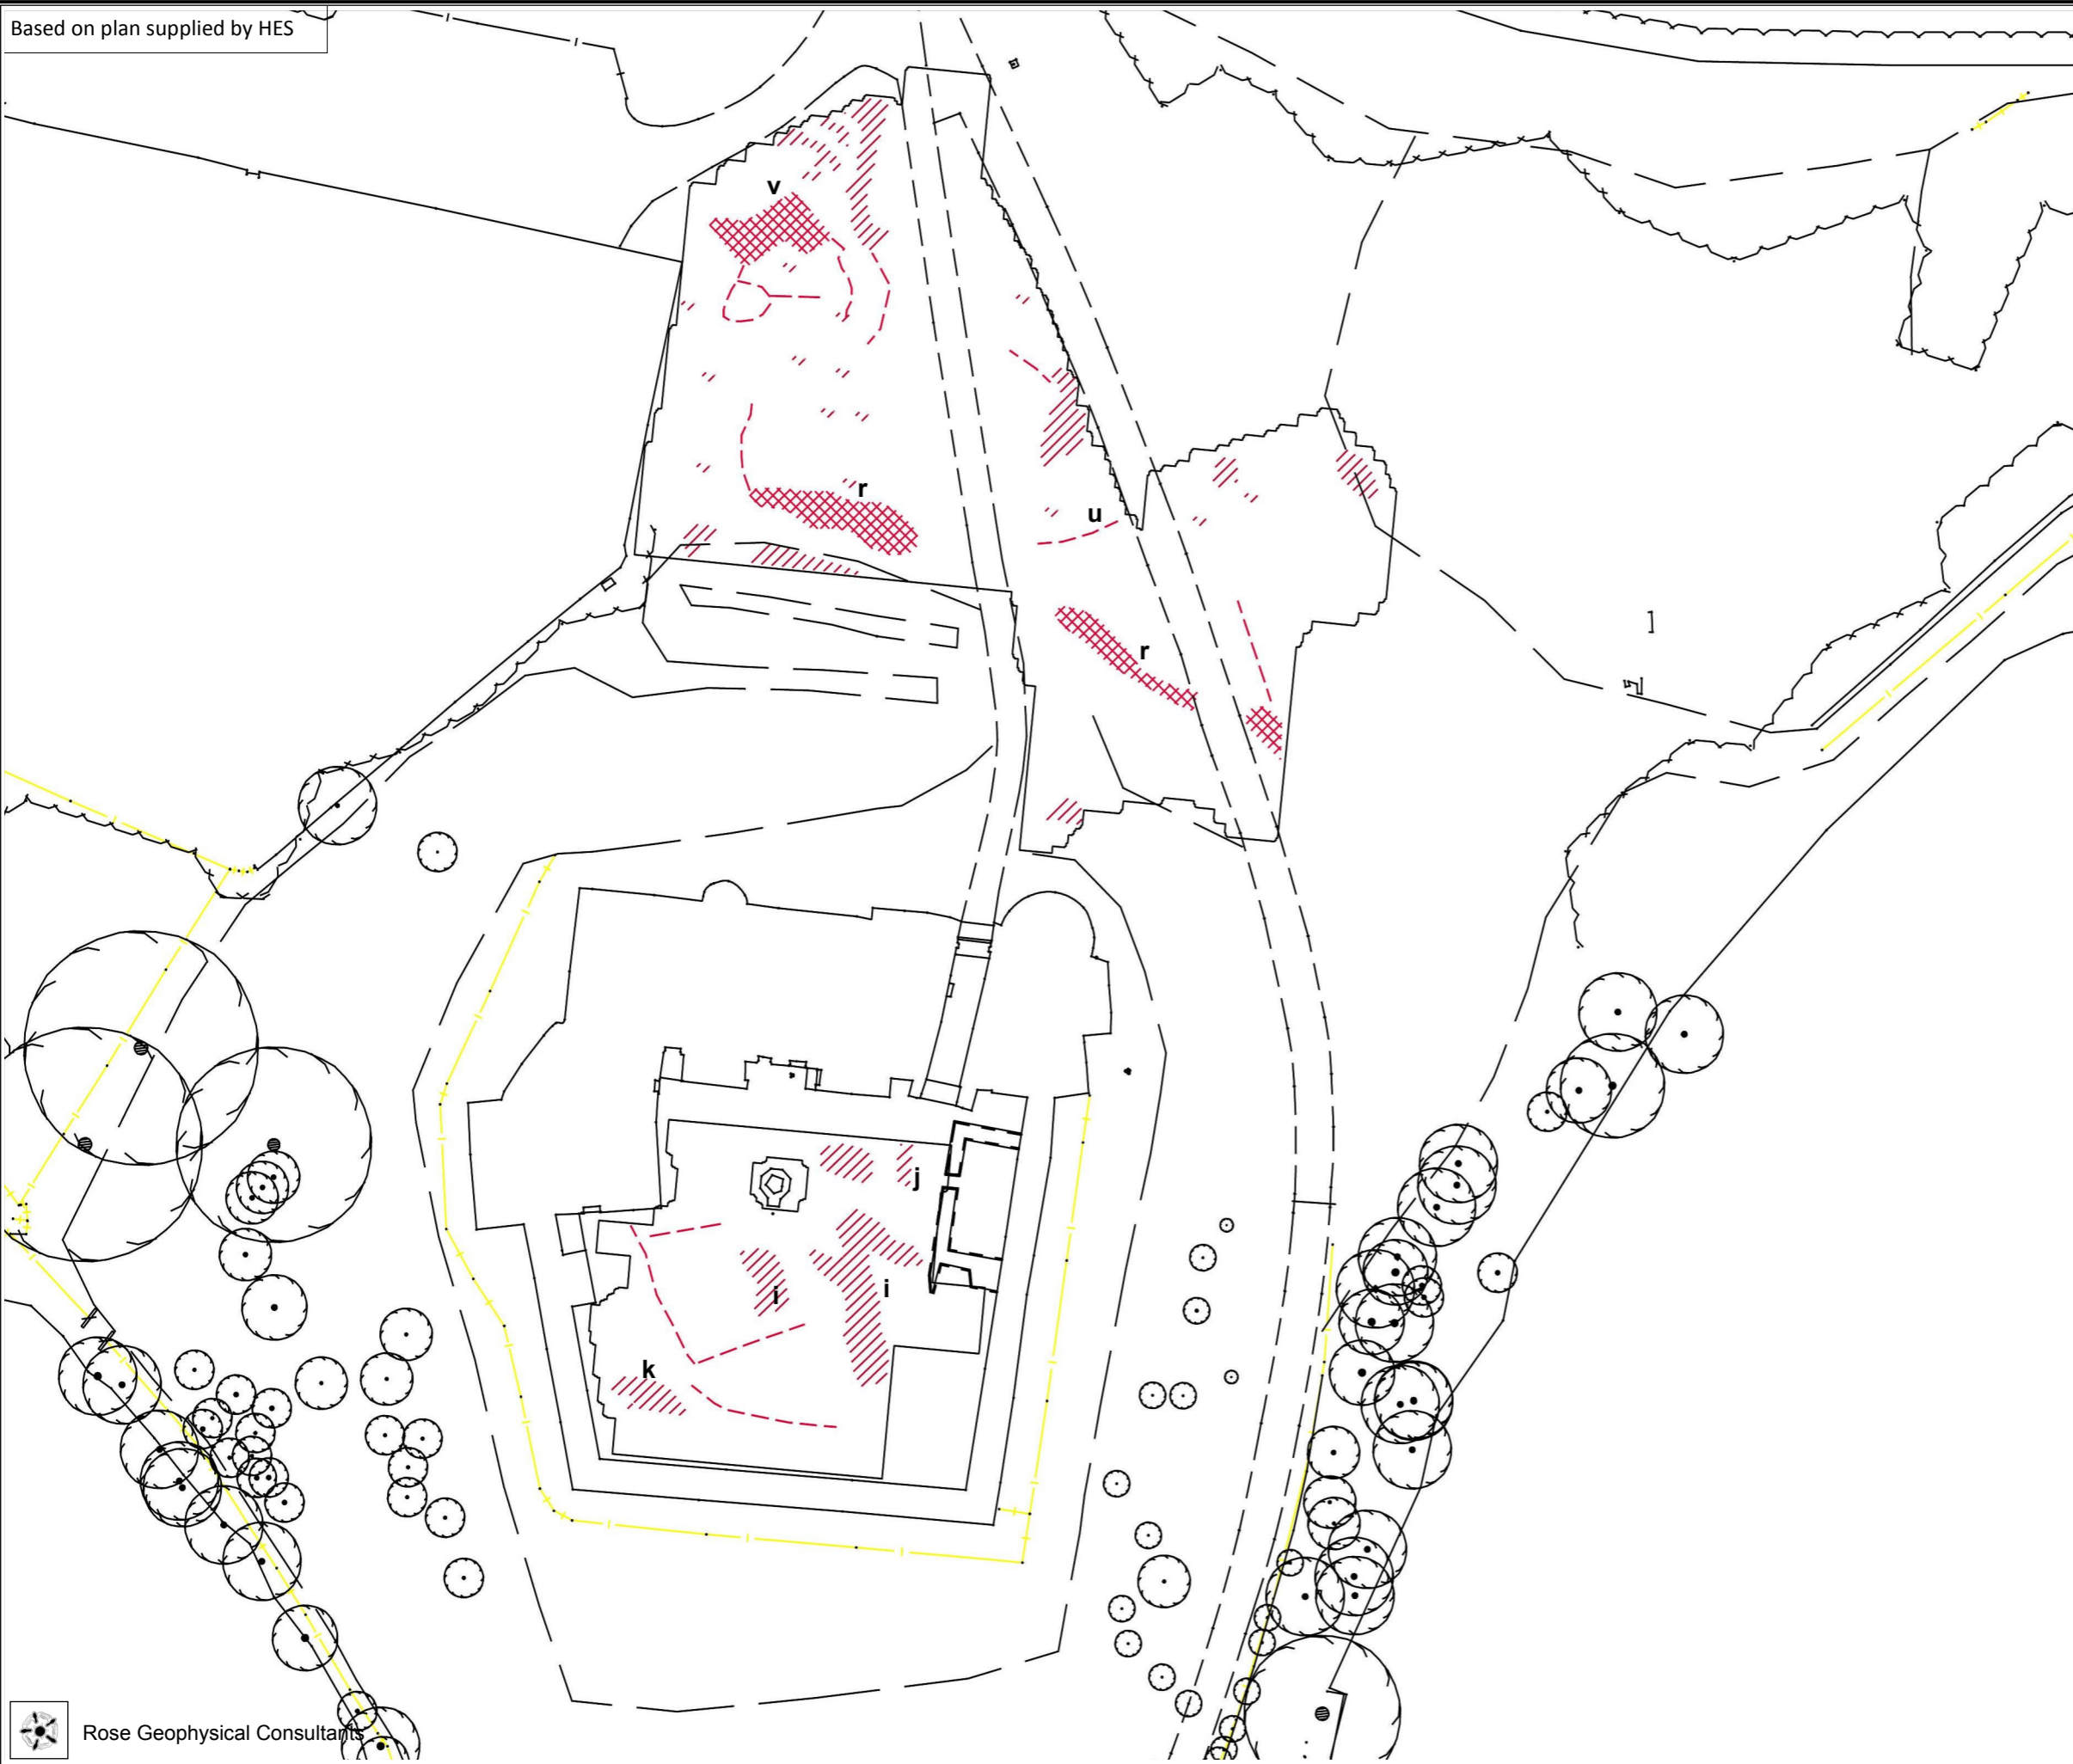 Based on plan supplied by HES
v
r
u
r
j
i
i
k
Rose Geophysical Consultants